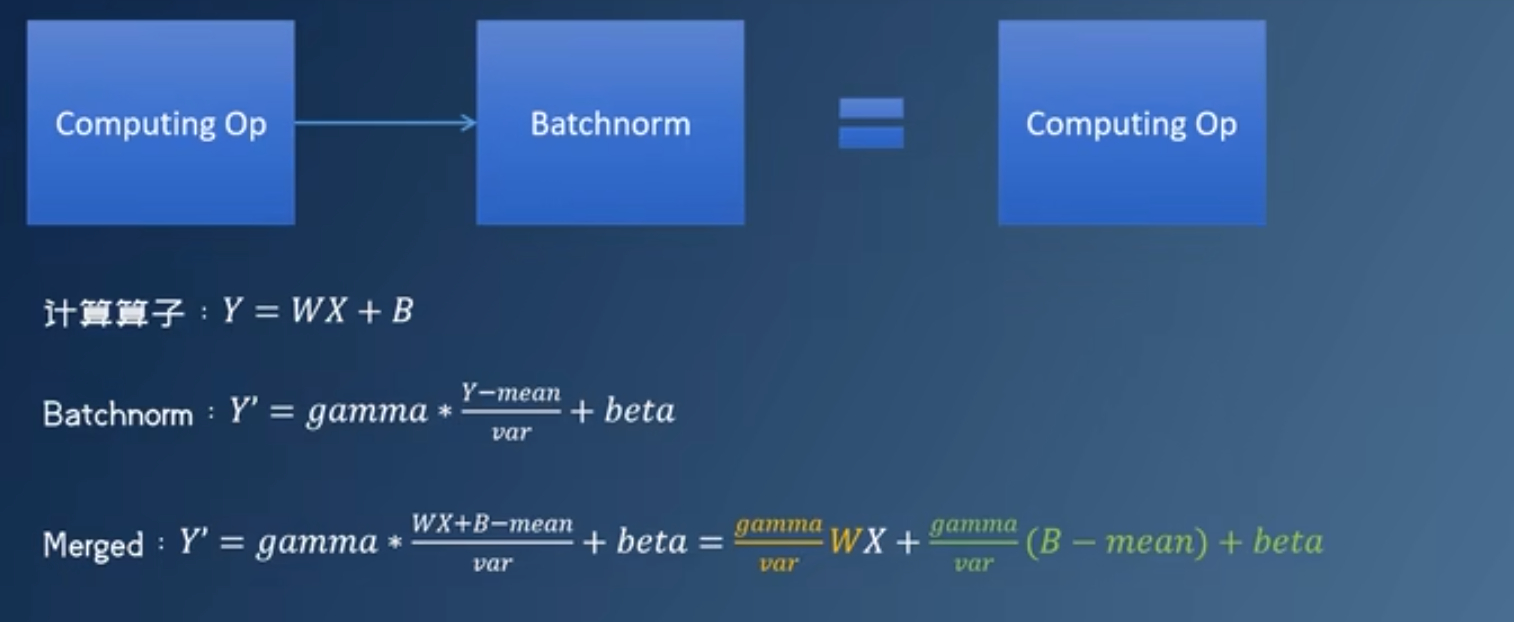 Computing Op
Batchnorm
Computing Op
计算算子：Y = WX + B
Batchnorm：Y' = gamma * \frac{Y-mean}{var} + beta
Merged：Y' = gamma * \frac{WX+B-mean}{var} + beta = \frac{gamma}{var} WX + \frac{gamma}{var} (B - mean) + beta